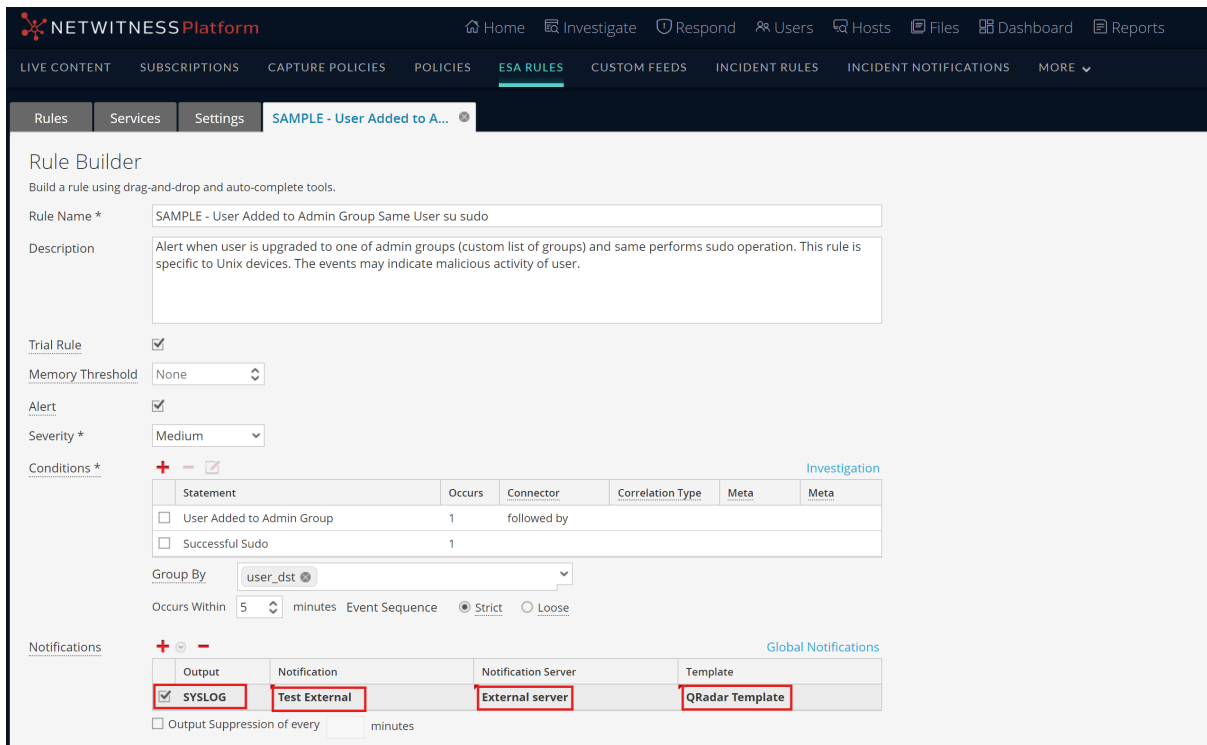 NETWITNESS Platform
Home Investigate Respond Users Hosts Files Dashboard Reports
LIVE CONTENT SUBSCRIPTIONS CAPTURE POLICIES POLICIES ESA RULES CUSTOM FEEDS INCIDENT RULES INCIDENT NOTIFICATIONS MORE
Rules Services Settings SAMPLE - User Added to A...
Rule Builder
Build a rule using drag-and-drop and auto-complete tools.
Rule Name * SAMPLE - User Added to Admin Group Same User su sudo
Description Alert when user is upgraded to one of admin groups (custom list of groups) and same performs sudo operation. This rule is
specific to Unix devices. The events may indicate malicious activity of user.
Trial Rule
Memory Threshold None
Alert
Severity * Medium
Conditions * Investigation
Statement Occurs Connector Correlation Type Meta Meta
User Added to Admin Group 1 followed by
Successful Sudo 1
Group By user_dst
Occurs Within 5 minutes Event Sequence Strict Loose
Notifications Global Notifications
Output Notification Notification Server Template
SYSLOG Test External External server QRadar Template
Output Suppression of every minutes